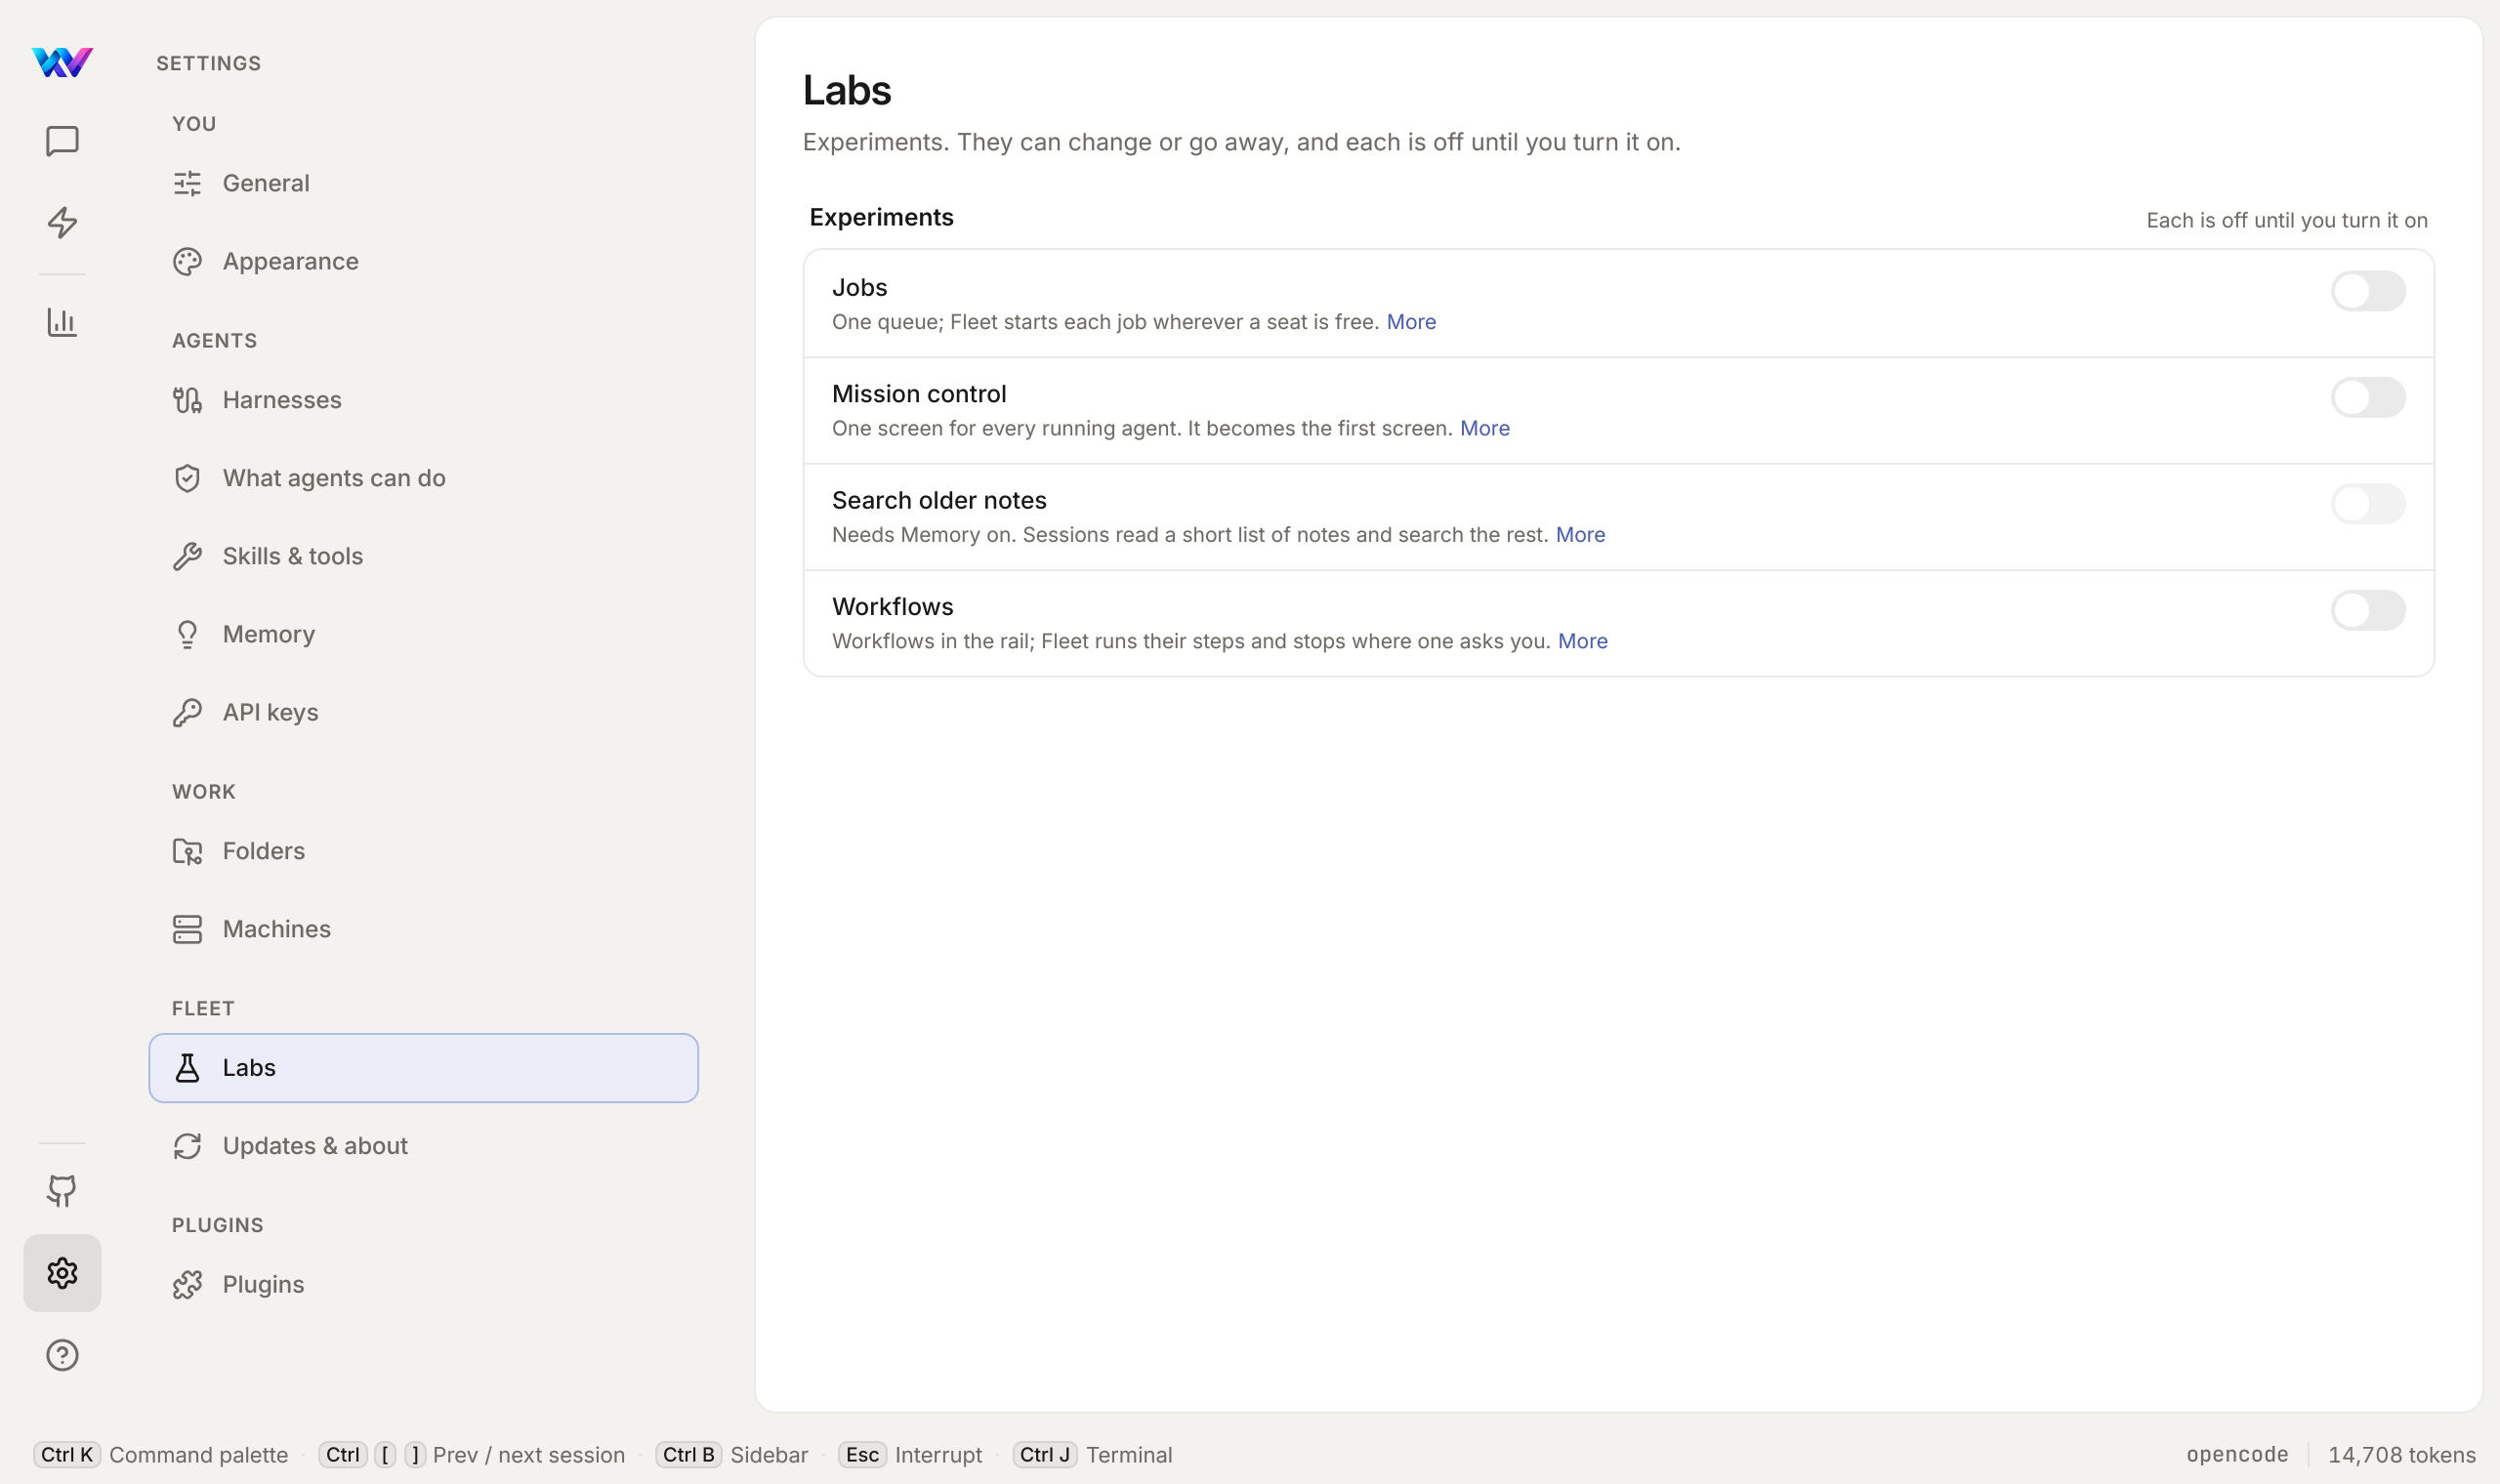 SETTINGS
YOU
General
Appearance
AGENTS
Harnesses
What agents can do
Skills & tools
Memory
API keys
WORK
Folders
Machines
FLEET
Labs
Updates & about
PLUGINS
Plugins
Labs
Experiments. They can change or go away, and each is off until you turn it on.
Experiments
Each is off until you turn it on
Jobs
One queue; Fleet starts each job wherever a seat is free. More
Mission control
One screen for every running agent. It becomes the first screen. More
Search older notes
Needs Memory on. Sessions read a short list of notes and search the rest. More
Workflows
Workflows in the rail; Fleet runs their steps and stops where one asks you. More
Ctrl K Command palette · Ctrl [ ] Prev / next session · Ctrl B Sidebar · Esc Interrupt · Ctrl J Terminal
opencode
14,708 tokens